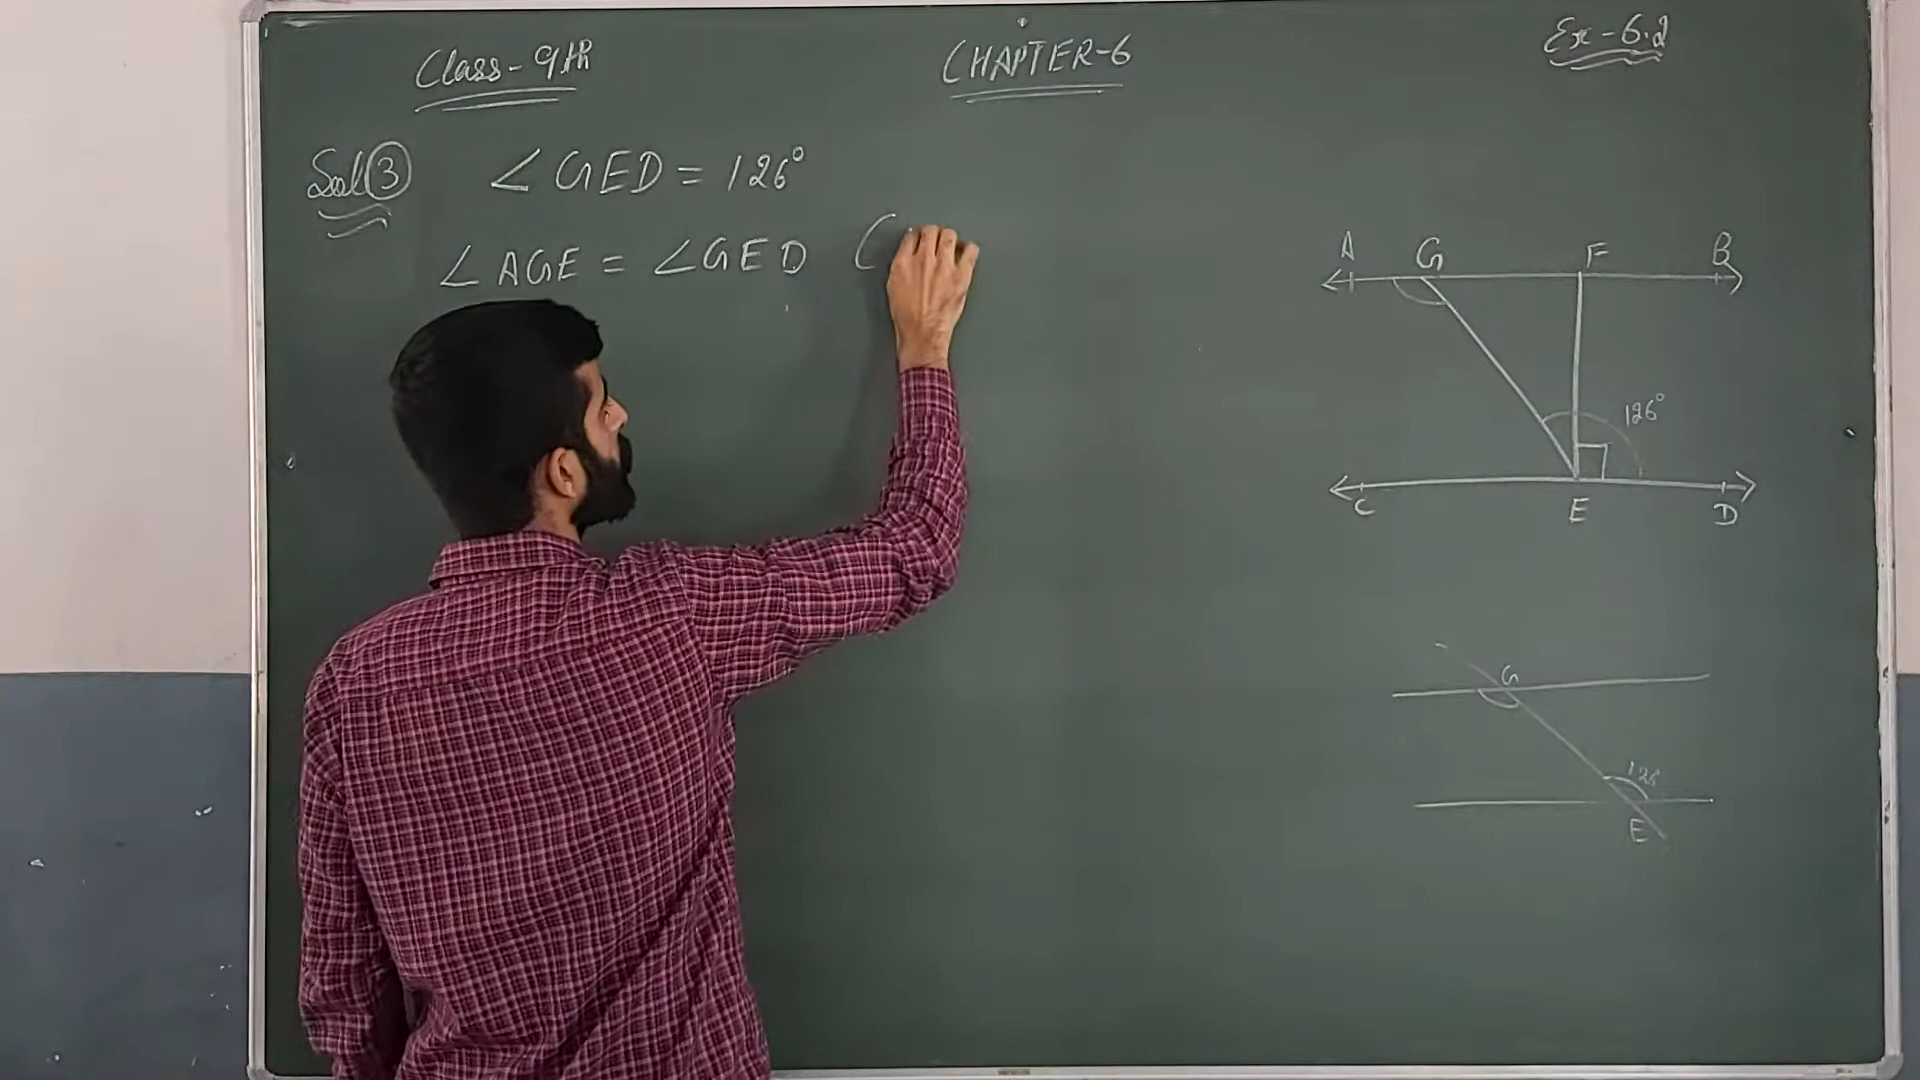 Class-9th
CHAPTER-6
Ex-6.2
Sol 3
∠GED = 126°
∠AGE = ∠GED (
A G F B
126°
C E D
G
126
E